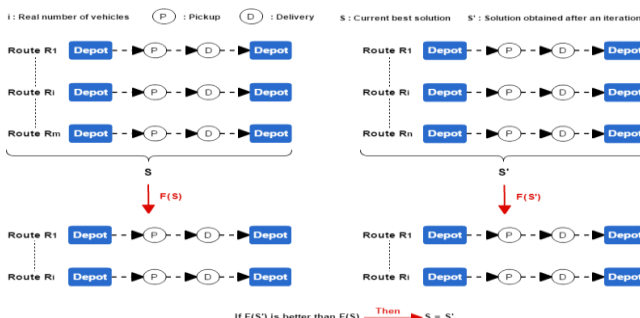 i : Real number of vehicles P : Pickup D : Delivery S : Current best solution S' : Solution obtained after an iteration
Route R1 Depot P D Depot Route R1 Depot P D Depot
Route Ri Depot P D Depot Route Ri Depot P D Depot
Route Rm Depot P D Depot Route Rn Depot P D Depot
S S'
F(S) F(S')
Route R1 Depot P D Depot Route R1 Depot P D Depot
Route Ri Depot P D Depot Route Ri Depot P D Depot
If F(S') is better than F(S) Then S = S'